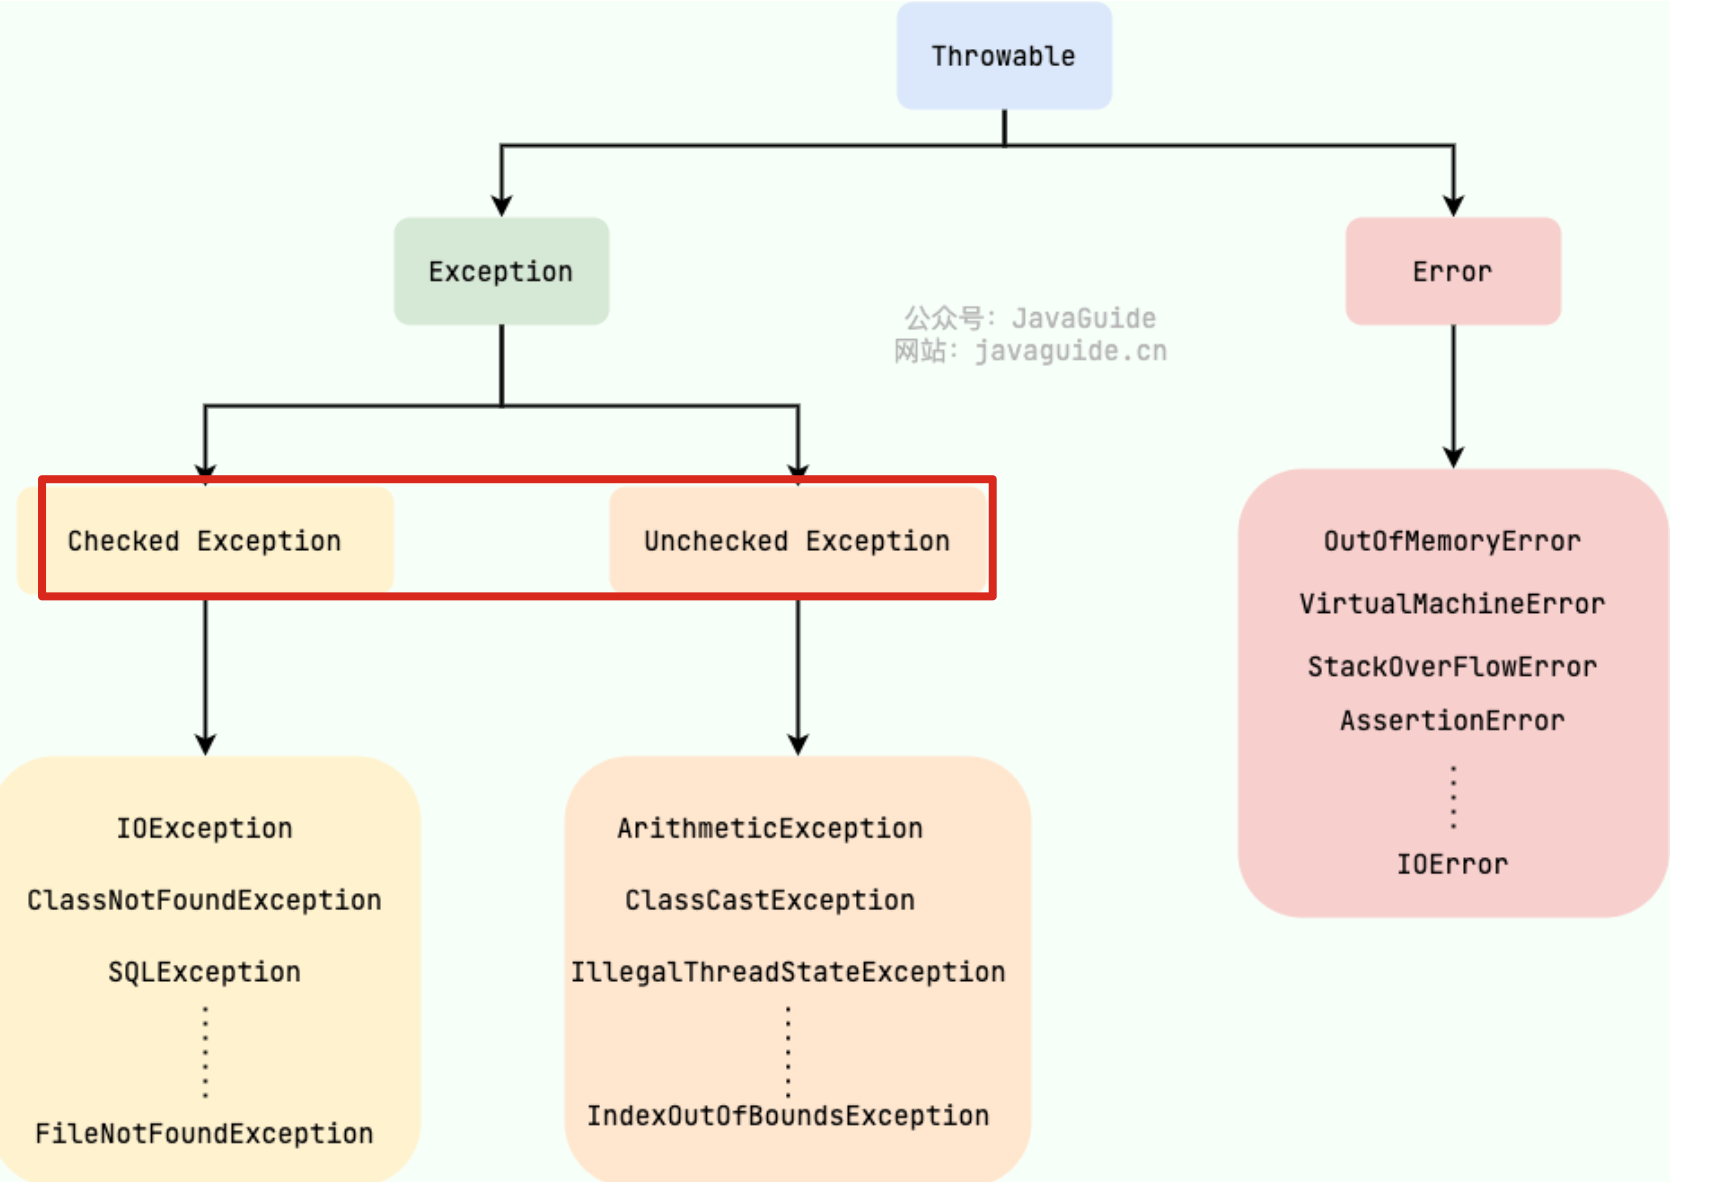 Throwable
Exception
Error
公众号：JavaGuide
网站：javaguide.cn
Checked Exception
Unchecked Exception
OutOfMemoryError
VirtualMachineError
StackOverFlowError
AssertionError
IOError
IOException
ClassNotFoundException
SQLException
FileNotFoundException
ArithmeticException
ClassCastException
IllegalThreadStateException
IndexOutOfBoundsException